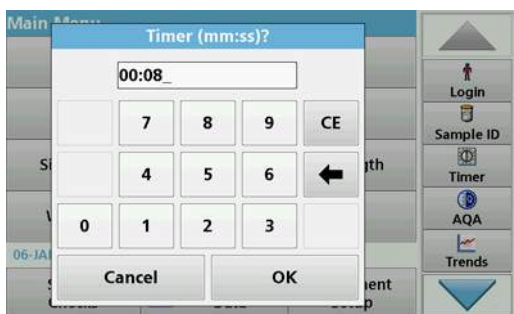 Main Menu
Timer (mm:ss)?
00:08_
7 8 9 CE
4 5 6
0 1 2 3
Cancel OK
Login
Sample ID
Timer
AQA
Trends
06-JA